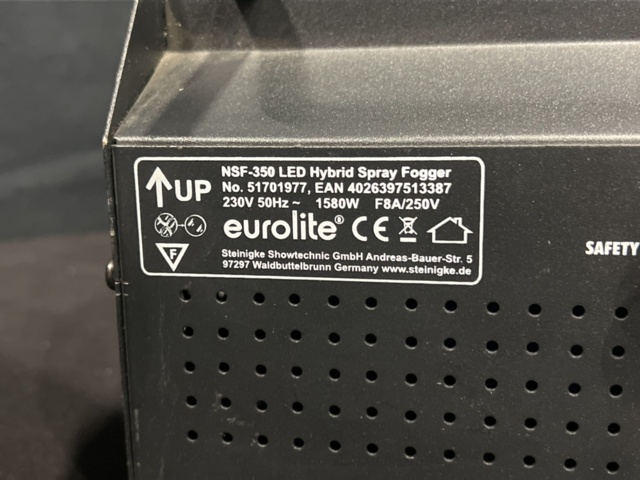 NSF-350 LED Hybrid Spray Fogger
UP
No. 51701977, EAN 4026397513387
230V 50Hz ~ 1580W F8A/250V
eurolite® CE
F
Steinigke Showtechnic GmbH Andreas-Bauer-Str. 5
97297 Waldbuttelbrunn Germany www.steinigke.de
SAFETY